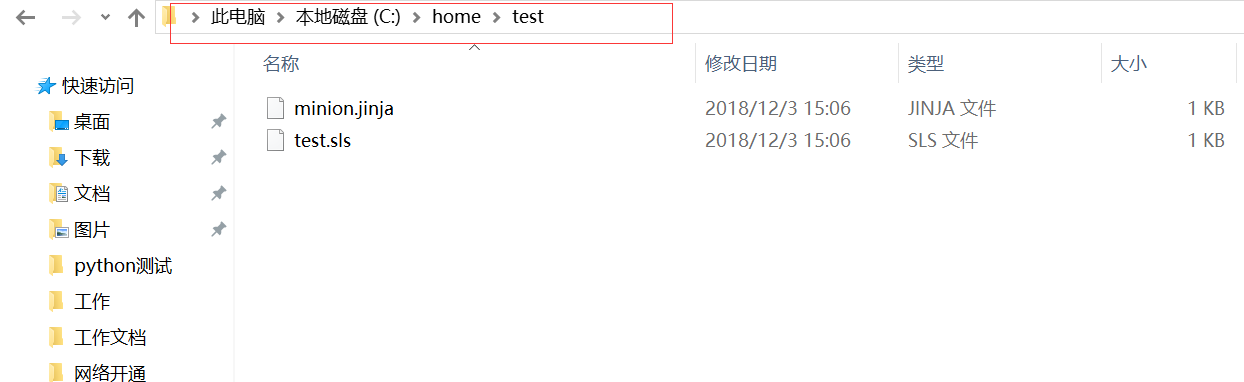 此电脑 本地磁盘 (C:) home test
名称 修改日期 类型 大小
快速访问
桌面
下载
文档
图片
python测试
工作
工作文档
网络开通
minion.jinja 2018/12/3 15:06 JINJA 文件 1 KB
test.sls 2018/12/3 15:06 SLS 文件 1 KB